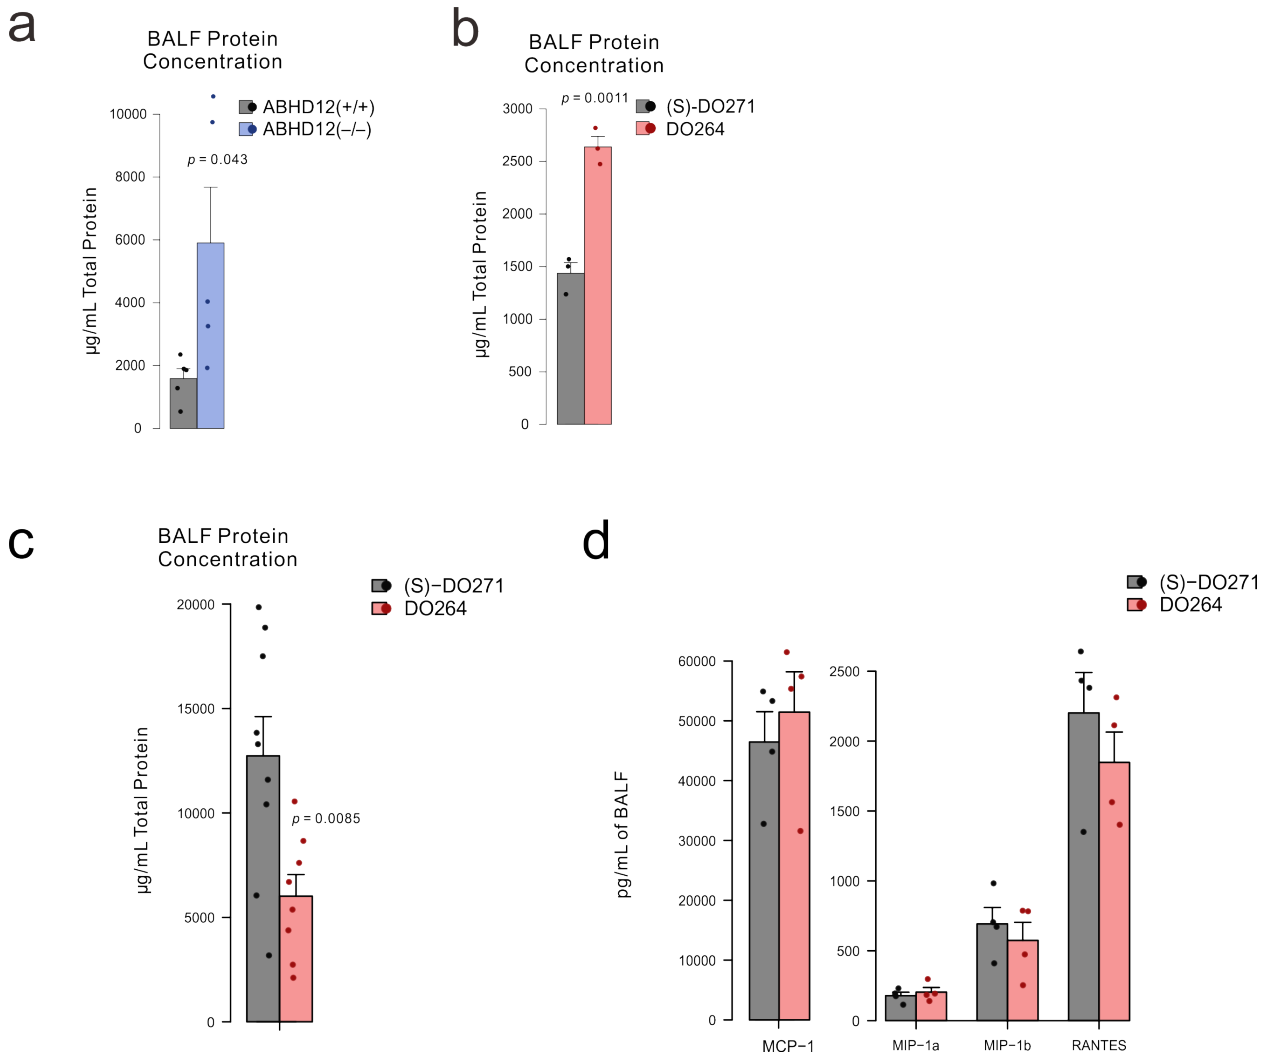 a
BALF Protein
Concentration
ABHD12(+/+)
ABHD12(−/−)
p = 0.043
µg/mL Total Protein
10000
8000
6000
4000
2000
0
b
BALF Protein
Concentration
p = 0.0011
(S)-DO271
DO264
µg/mL Total Protein
3000
2500
2000
1500
1000
500
0
c
BALF Protein
Concentration
(S)−DO271
DO264
p = 0.0085
µg/mL Total Protein
20000
15000
10000
5000
0
d
(S)−DO271
DO264
pg/mL of BALF
60000
50000
40000
30000
20000
10000
0
MCP−1
2500
2000
1500
1000
500
0
MIP−1a
MIP−1b
RANTES